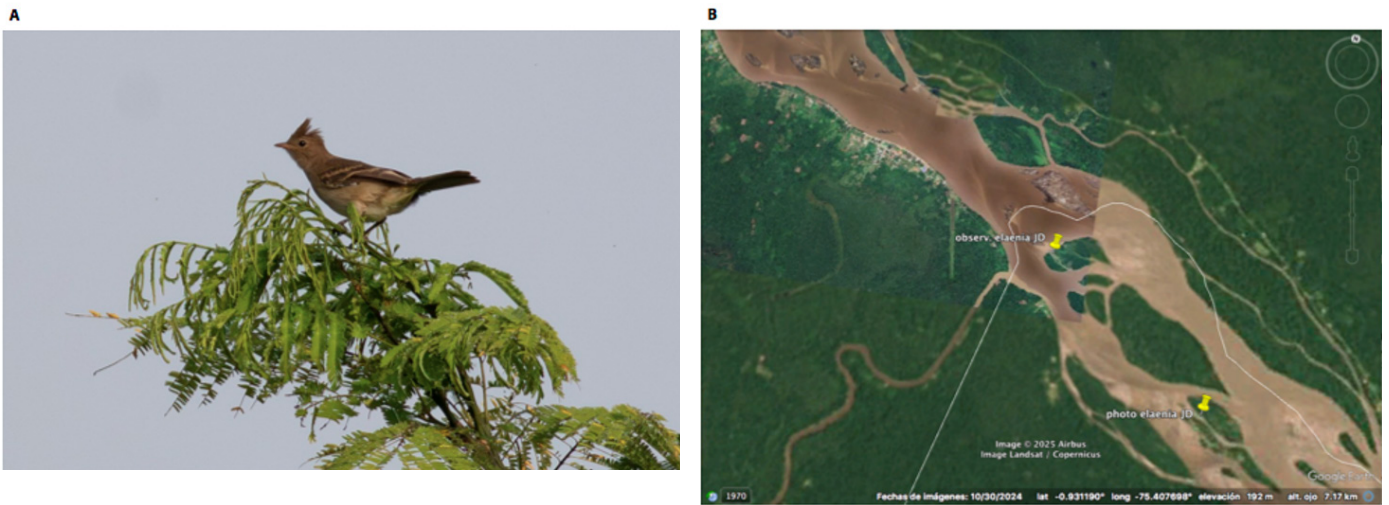 A
B
observ. elaenia JD
photo elaenia JD
Image © 2025 Airbus
Image Landsat / Copernicus
Google Earth
1970
Fechas de imágenes: 10/30/2024 lat -0.931190° long -75.407698° elevación 192 m alt. ojo 7.17 km